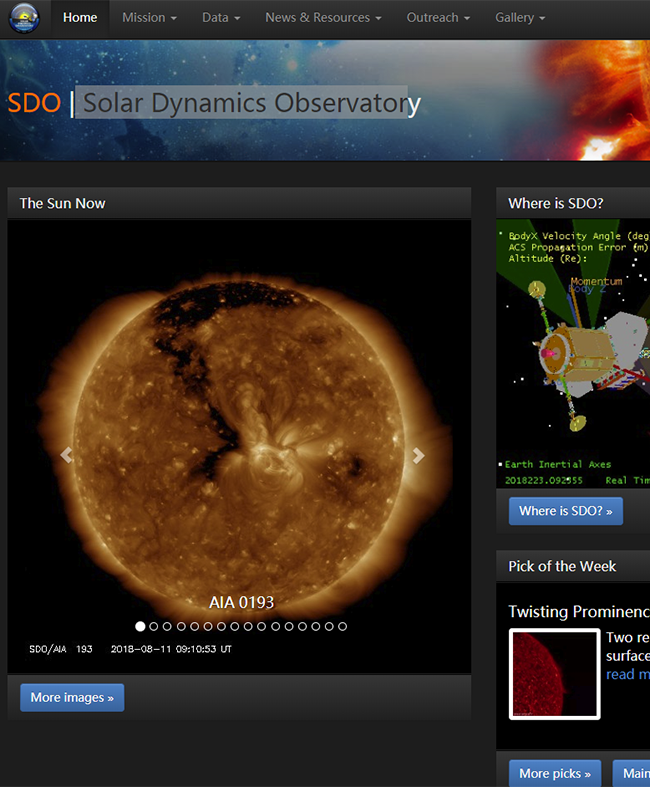 Home Mission Data News & Resources Outreach Gallery
SDO | Solar Dynamics Observatory
The Sun Now
AIA 0193
SDO/AIA 193 2018-08-11 09:10:53 UT
More images »
Where is SDO?
BodyX Velocity Angle (deg
ACS Propagation Error (m)
Altitude (Re):
Momentum
Body Z
Earth Inertial Axes
2018223.092355 Real Tim
Where is SDO? »
Pick of the Week
Twisting Prominenc
Two re
surface
read m
More picks » Main